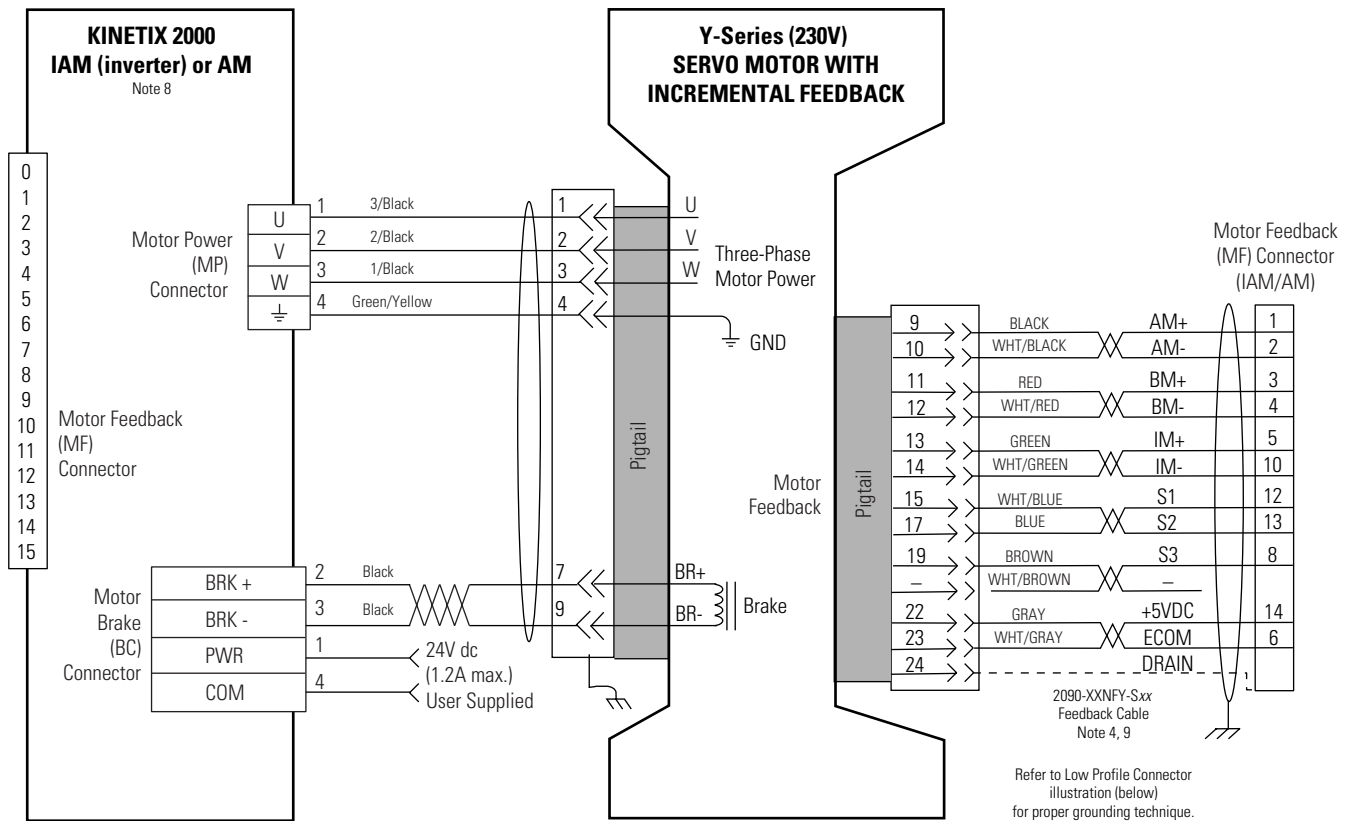 KINETIX 2000
IAM (inverter) or AM
Note 8
Y-Series (230V)
SERVO MOTOR WITH
INCREMENTAL FEEDBACK
0
1
2
3
4
5
6
7
8
9
10
11
12
13
14
15
Motor Feedback
(MF)
Connector
Motor Power
(MP)
Connector
U 1 3/Black 1 U
V 2 2/Black 2 V
W 3 1/Black 3 W
4 Green/Yellow 4
Three-Phase
Motor Power
GND
Pigtail
Motor
Brake
(BC)
Connector
BRK + 2 Black 7 BR+
BRK - 3 Black 9 BR-
Brake
PWR 1
COM 4
24V dc
(1.2A max.)
User Supplied
Motor
Feedback
Pigtail
Motor Feedback
(MF) Connector
(IAM/AM)
9 BLACK AM+ 1
10 WHT/BLACK AM- 2
11 RED BM+ 3
12 WHT/RED BM- 4
13 GREEN IM+ 5
14 WHT/GREEN IM- 10
15 WHT/BLUE S1 12
17 BLUE S2 13
19 BROWN S3 8
– WHT/BROWN –
22 GRAY +5VDC 14
23 WHT/GRAY ECOM 6
24 DRAIN
2090-XXNFY-Sxx
Feedback Cable
Note 4, 9
Refer to Low Profile Connector
illustration (below)
for proper grounding technique.